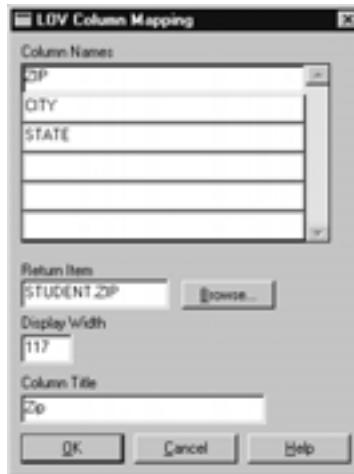 LOV Column Mapping
Column Names
ZIP
CITY
STATE
Return Item
STUDENT.ZIP
Browse...
Display Width
117
Column Title
Zip
OK
Cancel
Help